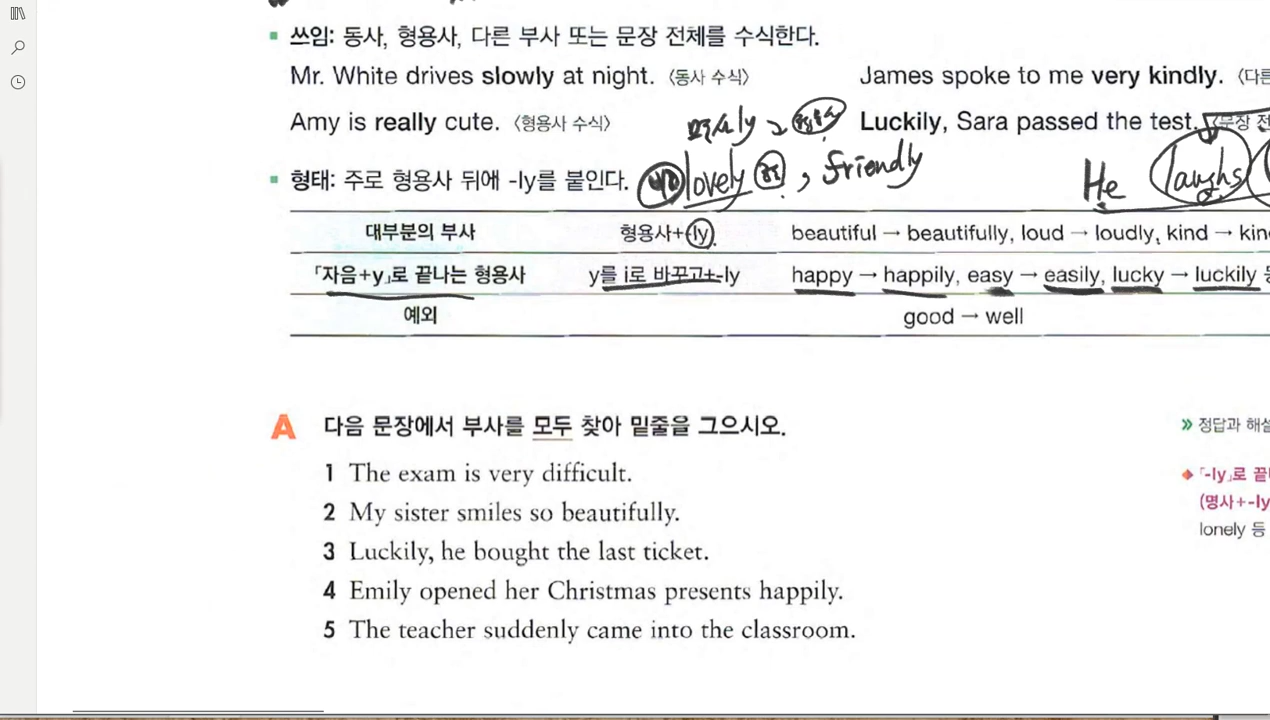 쓰임: 동사, 형용사, 다른 부사 또는 문장 전체를 수식한다.
Mr. White drives slowly at night. 〈동사 수식〉 James spoke to me very kindly. 〈다른
Amy is really cute. 〈형용사 수식〉 Luckily, Sara passed the test. 〈문장 전
형태: 주로 형용사 뒤에 -ly를 붙인다.
lovely, friendly
He laughs
대부분의 부사 형용사+-ly beautiful → beautifully, loud → loudly, kind → kin
「자음+y」로 끝나는 형용사 y를 i로 바꾸고+-ly happy → happily, easy → easily, lucky → luckily 등
예외 good → well
A 다음 문장에서 부사를 모두 찾아 밑줄을 그으시오.
1 The exam is very difficult.
2 My sister smiles so beautifully.
3 Luckily, he bought the last ticket.
4 Emily opened her Christmas presents happily.
5 The teacher suddenly came into the classroom.
» 정답과 해설
「-ly」로 끝
(명사+-ly
lonely 등